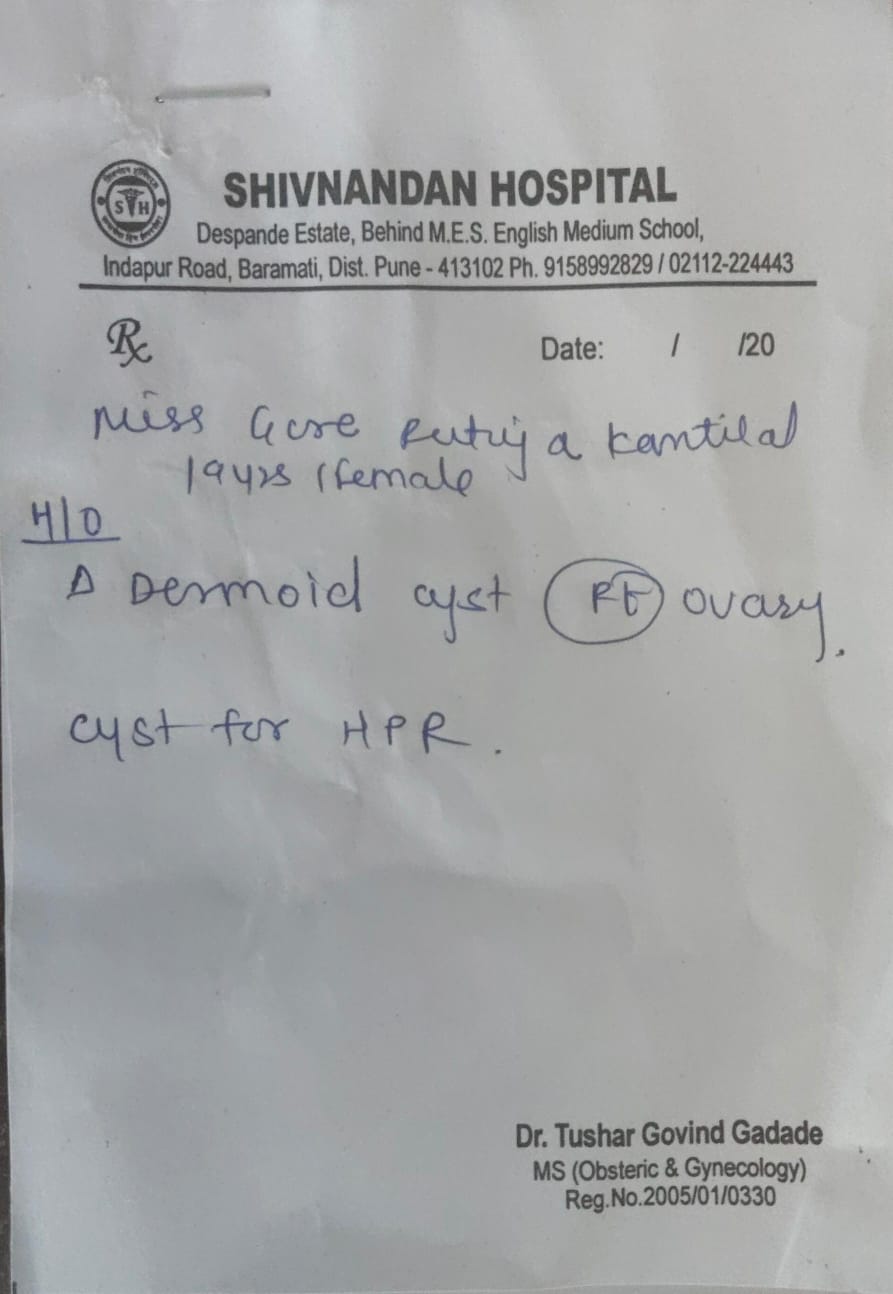 SHIVNANDAN HOSPITAL
STH
Despande Estate, Behind M.E.S. English Medium School,
Indapur Road, Baramati, Dist. Pune - 413102 Ph. 9158992829 / 02112-224443
Rx
Date: / /20
Miss Gore Rutuja Kantilal
19yrs / female
H/O
Δ Dermoid cyst Rt ovary.
cyst for HPR.
Dr. Tushar Govind Gadade
MS (Obsteric & Gynecology)
Reg.No.2005/01/0330